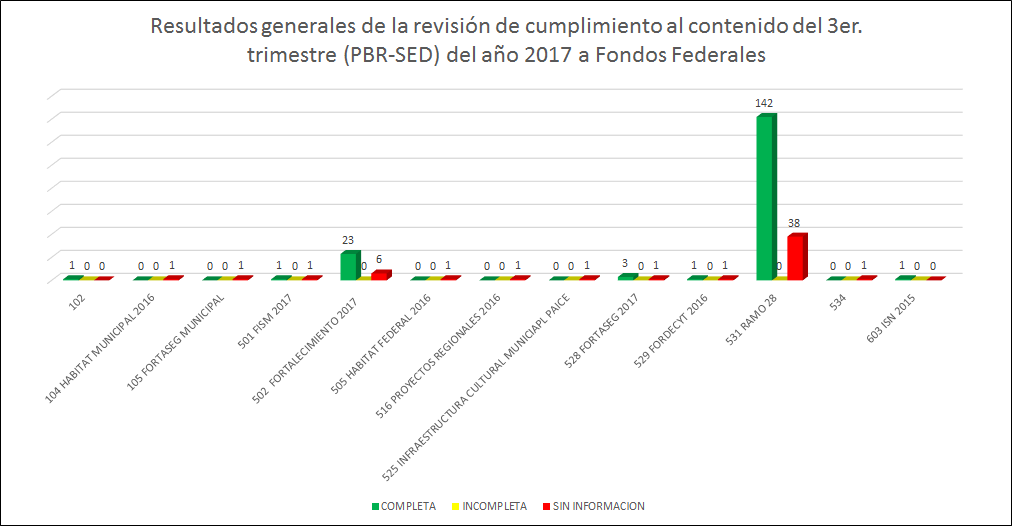 Resultados generales de la revisión de cumplimiento al contenido del 3er.
trimestre (PBR-SED) del año 2017 a Fondos Federales
1 0 0
0 0 1
0 0 1
1 0 1
23 0 6
0 0 1
0 0 1
0 0 1
3 0 1
1 0 1
142 0 38
0 0 1
1 0 0
102
104 HABITAT MUNICIPAL 2016
105 FORTASEG MUNICIPAL
501 FISM 2017
502 FORTALECIMIENTO 2017
505 HABITAT FEDERAL 2016
516 PROYECTOS REGIONALES 2016
525 INFRAESTRUCTURA CULTURAL MUNICIAPL PAICE
528 FORTASEG 2017
529 FORDECYT 2016
531 RAMO 28
534
603 ISN 2015
COMPLETA INCOMPLETA SIN INFORMACION